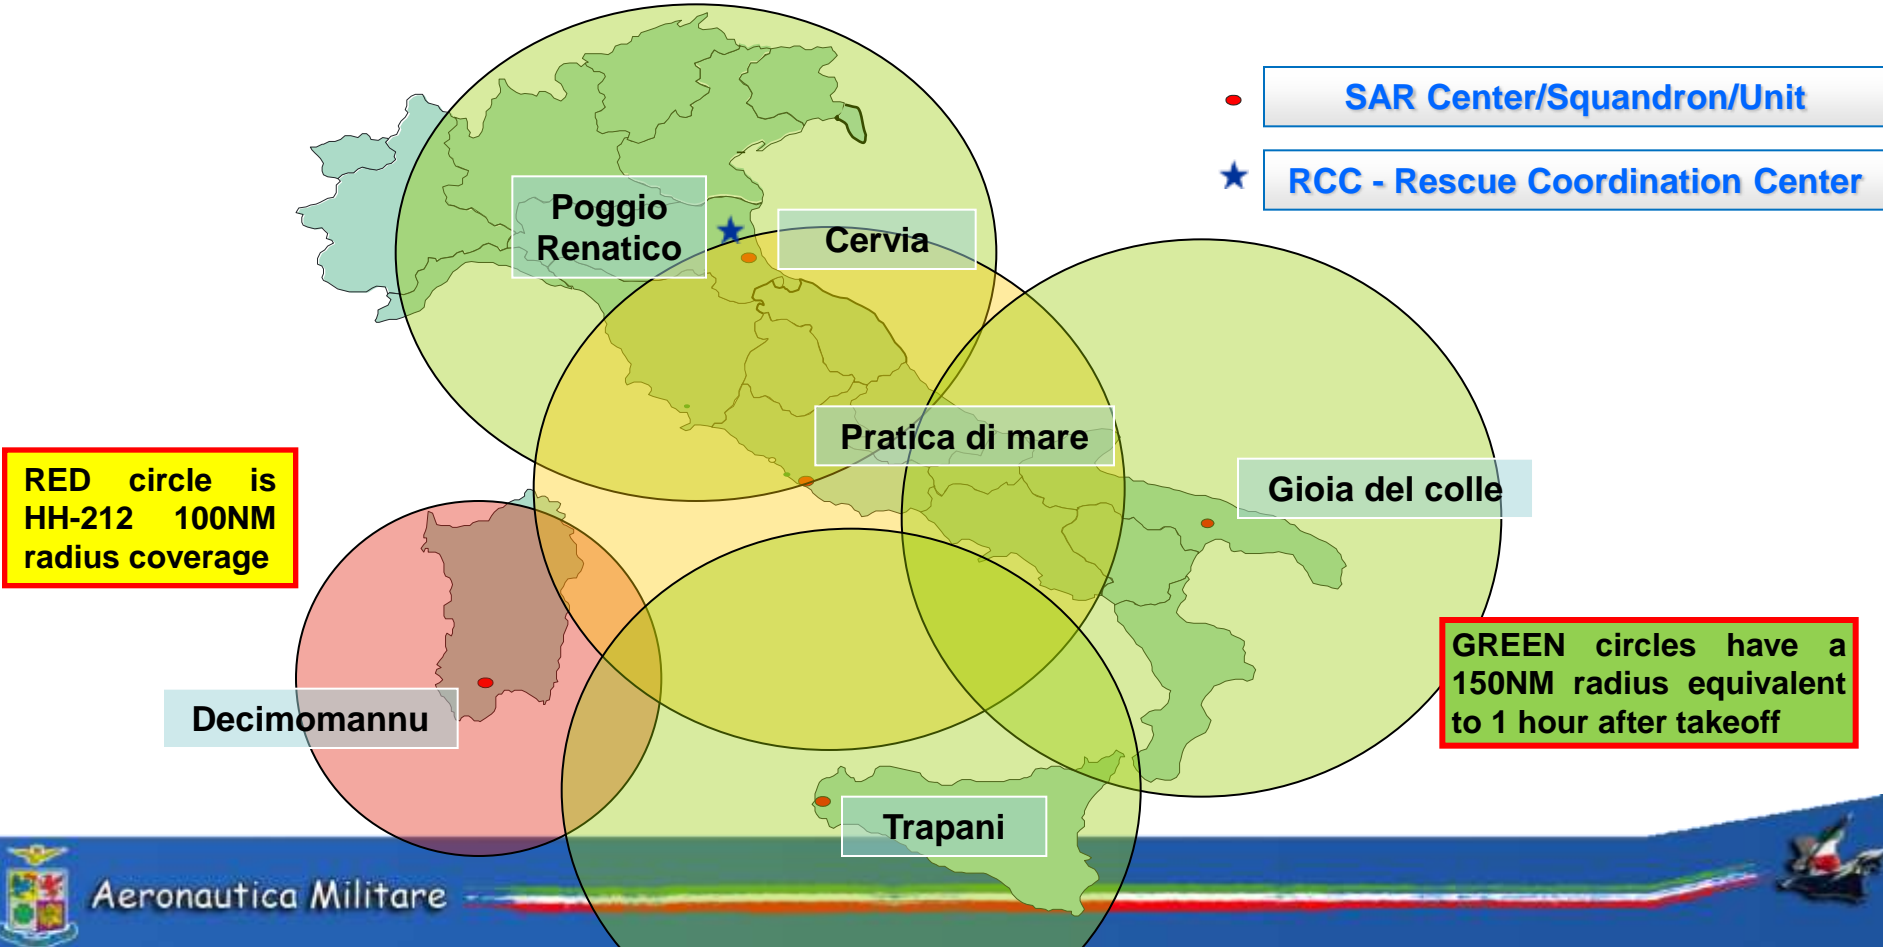 SAR Center/Squandron/Unit
RCC - Rescue Coordination Center
Poggio
Renatico
Cervia
Pratica di mare
Gioia del colle
RED circle is
HH-212 100NM
radius coverage
GREEN circles have a
150NM radius equivalent
to 1 hour after takeoff
Decimomannu
Trapani
Aeronautica Militare